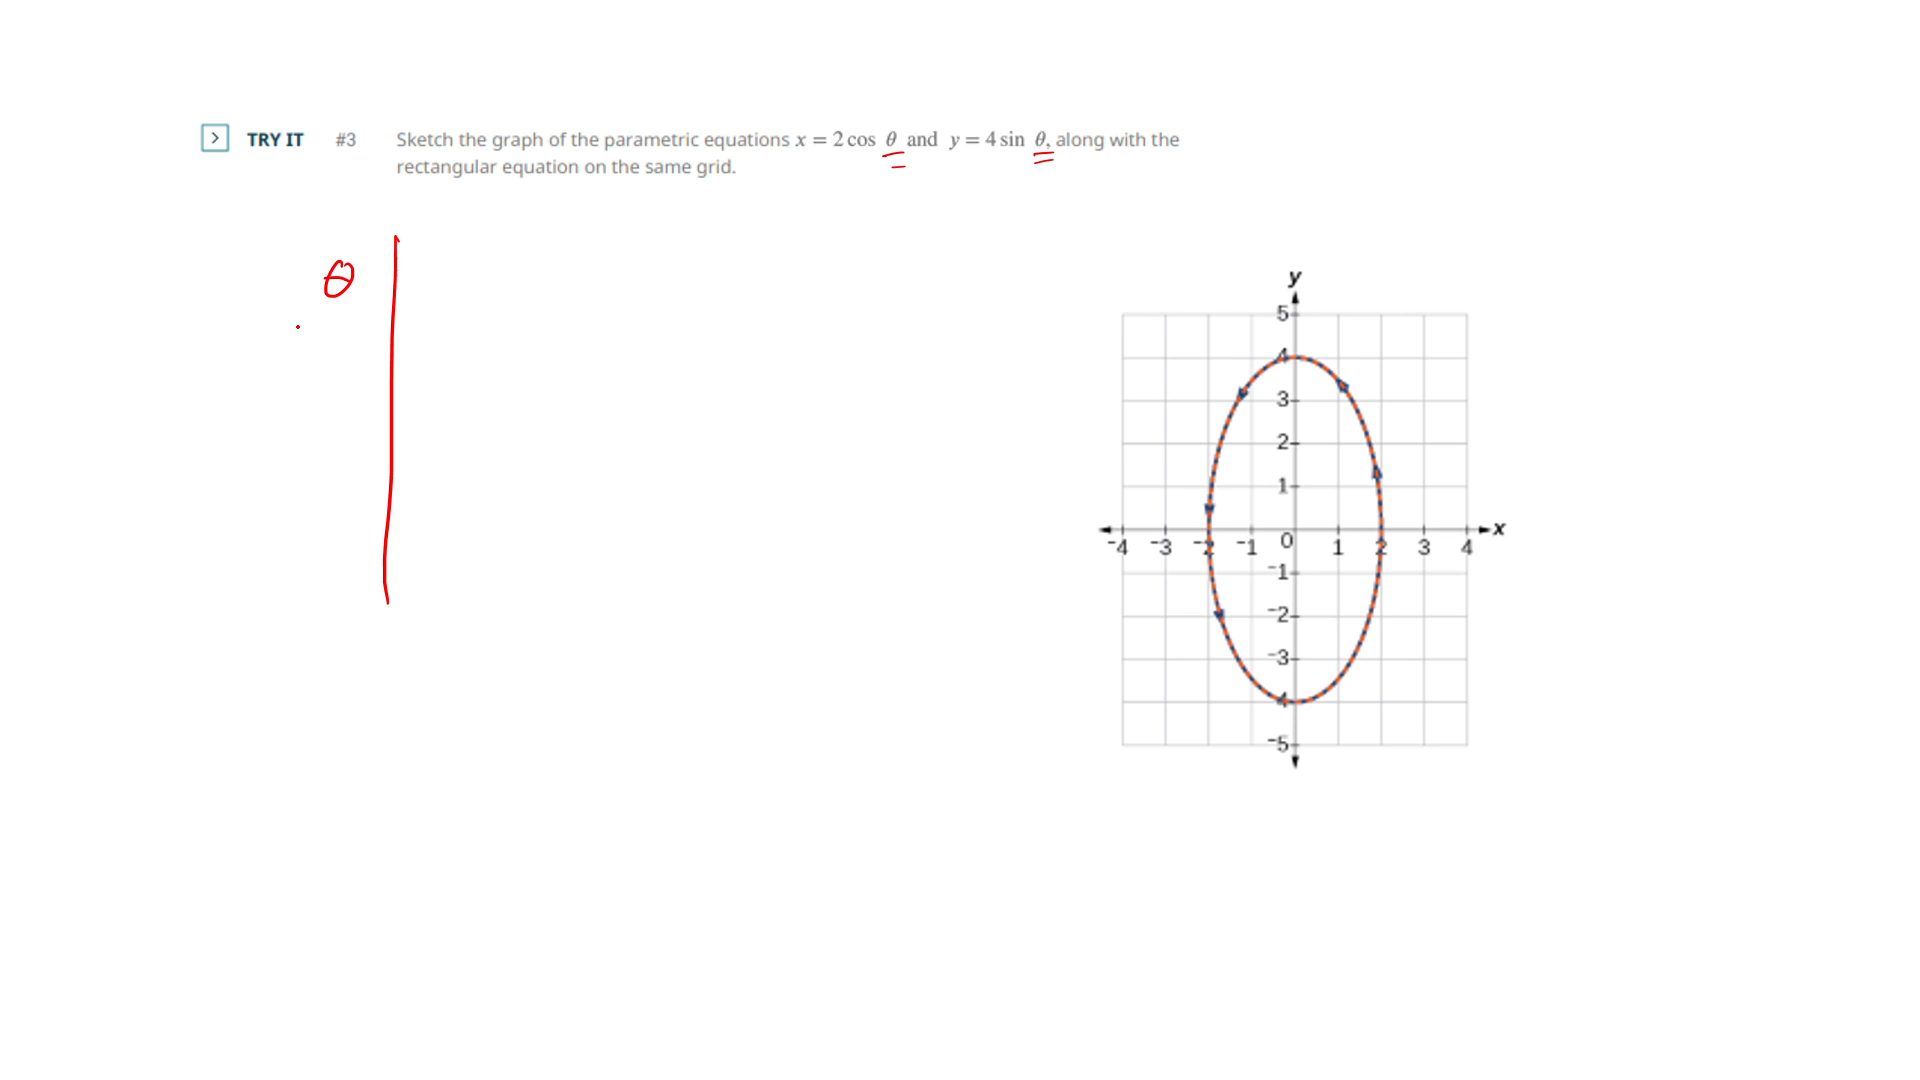 > TRY IT #3 Sketch the graph of the parametric equations x = 2 cos θ and y = 4 sin θ, along with the
rectangular equation on the same grid.
θ
y
5
4
3
2
1
-4 -3 -2 -1 0 1 2 3 4 x
-1
-2
-3
-4
-5